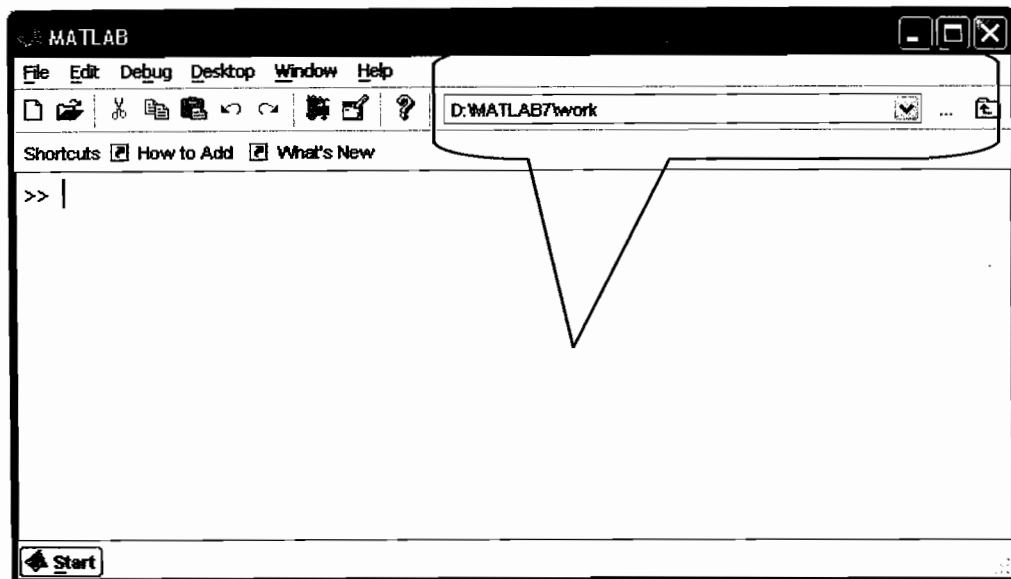 MATLAB
File Edit Debug Desktop Window Help
D:\MATLAB7\work ...
Shortcuts How to Add What's New
>>
Start